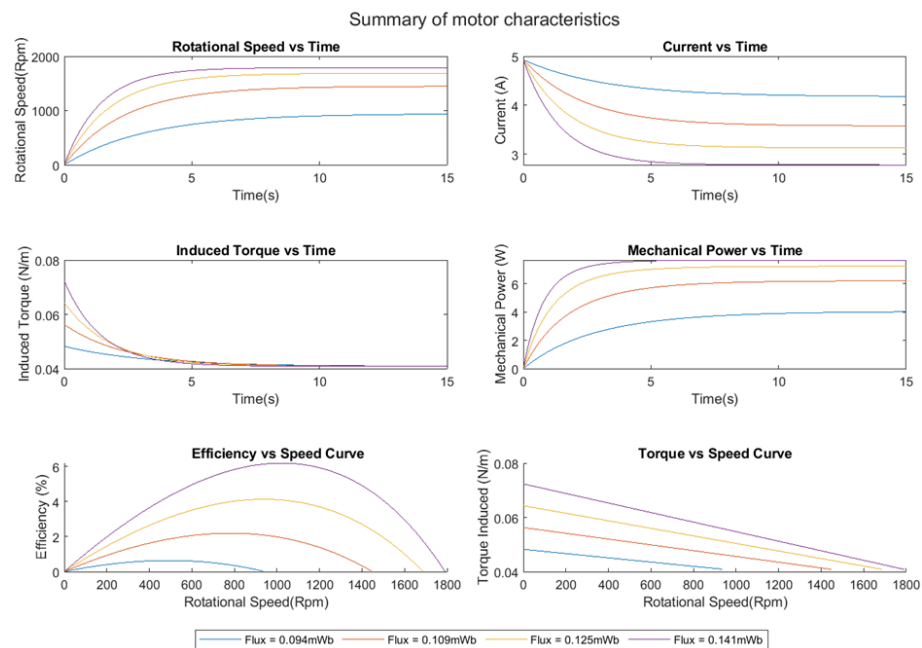 Summary of motor characteristics
Rotational Speed vs Time
Rotational Speed(Rpm)
2000
1000
0
0 5 10 15
Time(s)
Current vs Time
Current (A)
5
4
3
0 5 10 15
Time(s)
Induced Torque vs Time
Induced Torque (N/m)
0.08
0.06
0.04
0 5 10 15
Time(s)
Mechanical Power vs Time
Mechanical Power (W)
6
4
2
0
0 5 10 15
Time(s)
Efficiency vs Speed Curve
Efficiency (%)
6
4
2
0
0 200 400 600 800 1000 1200 1400 1600 1800
Rotational Speed(Rpm)
Torque vs Speed Curve
Torque Induced (N/m)
0.08
0.06
0.04
0 200 400 600 800 1000 1200 1400 1600 1800
Rotational Speed(Rpm)
Flux = 0.094mWb Flux = 0.109mWb Flux = 0.125mWb Flux = 0.141mWb